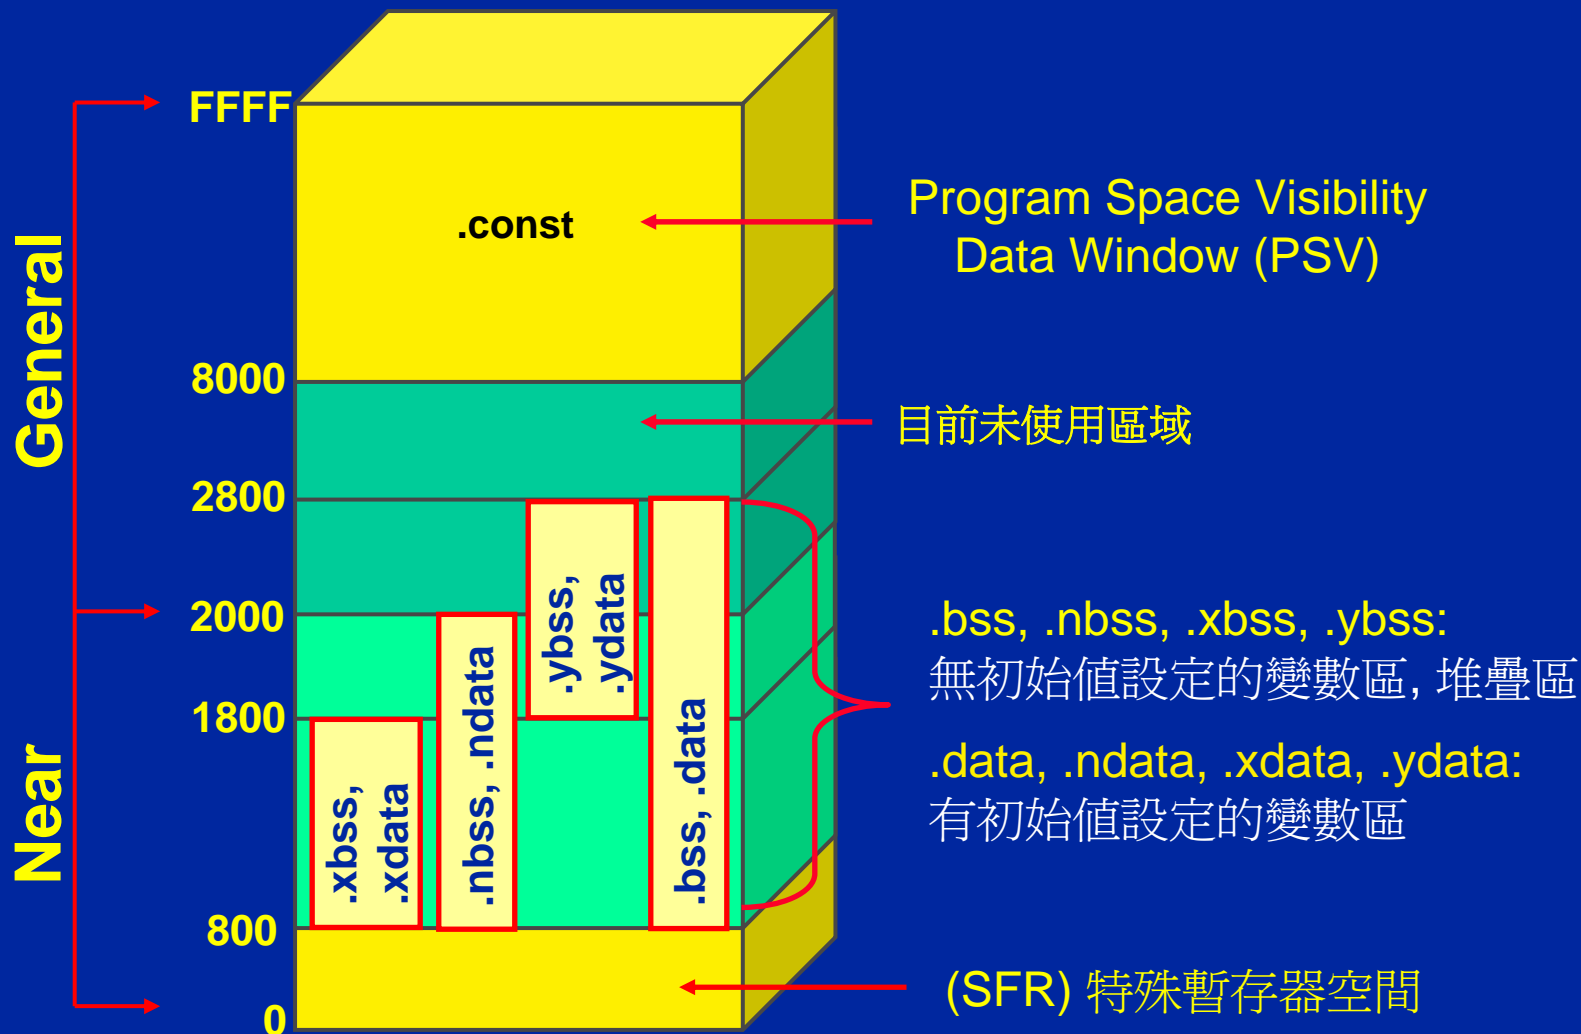 FFFF
.const
Program Space Visibility
Data Window (PSV)
General
8000
目前未使用區域
2800
.ybss,
.ydata
2000
.bss, .nbss, .xbss, .ybss:
無初始值設定的變數區, 堆疊區
.nbss, .ndata
.bss, .data
1800
.data, .ndata, .xdata, .ydata:
有初始值設定的變數區
Near
.xbss,
.xdata
800
(SFR) 特殊暫存器空間
0